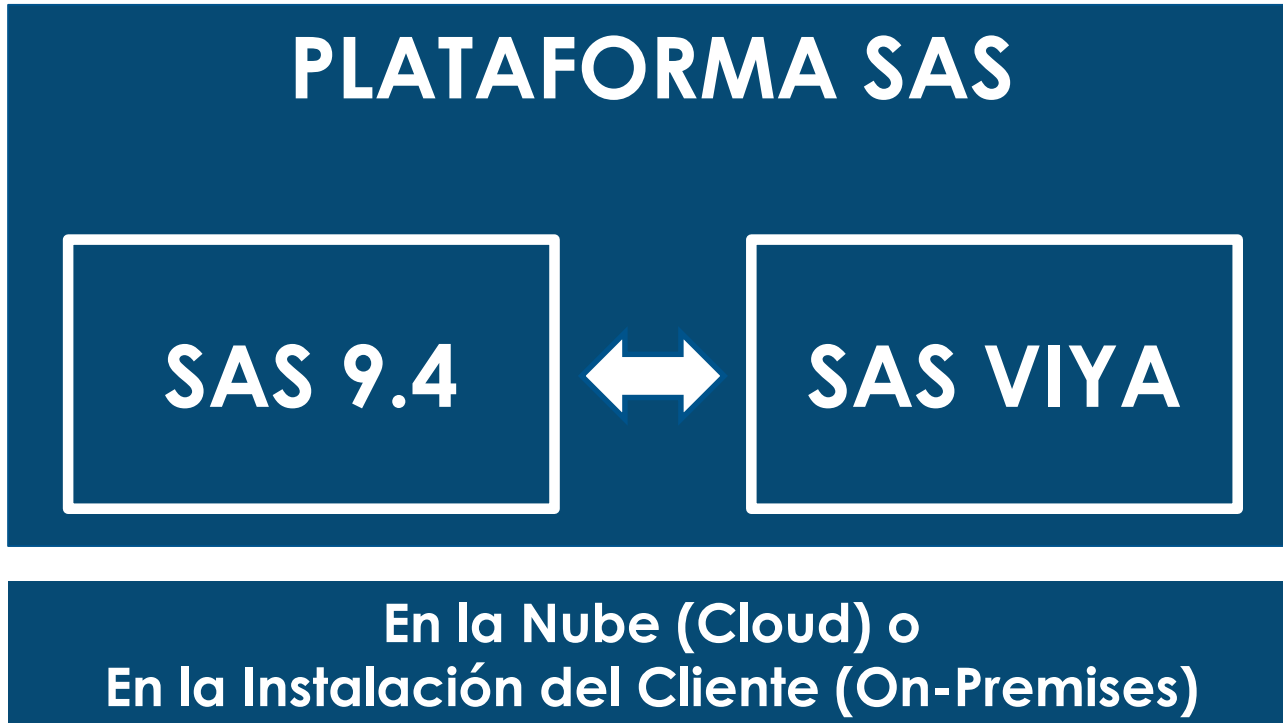 PLATAFORMA SAS
SAS 9.4
SAS VIYA
En la Nube (Cloud) o
En la Instalación del Cliente (On-Premises)